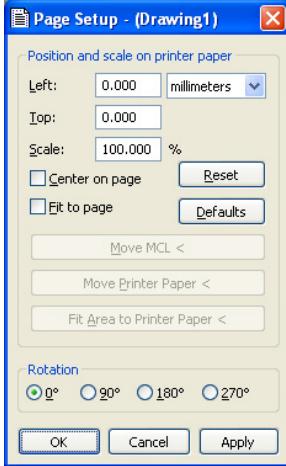 Page Setup - (Drawing1)
Position and scale on printer paper
Left: 0.000 millimeters
Top: 0.000
Scale: 100.000 %
Center on page Reset
Fit to page Defaults
Move MCL <
Move Printer Paper <
Fit Area to Printer Paper <
Rotation
0° 90° 180° 270°
OK Cancel Apply